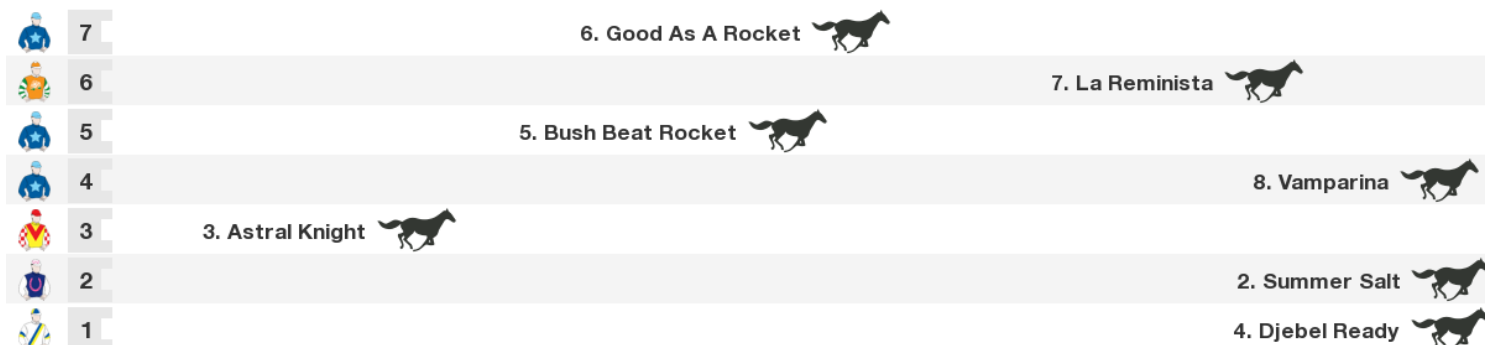 7 6. Good As A Rocket
6 7. La Reminista
5 5. Bush Beat Rocket
4 8. Vamparina
3 3. Astral Knight
2 2. Summer Salt
1 4. Djebel Ready